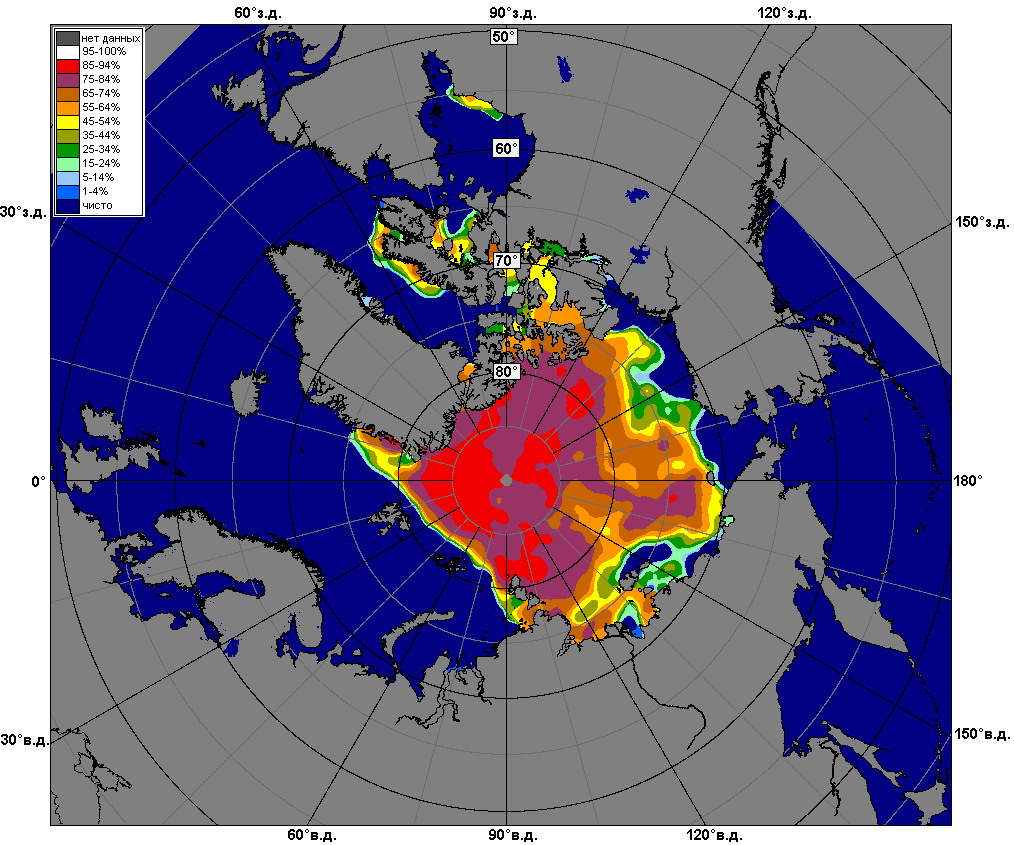 60°з.д.
90°з.д.
120°з.д.
нет данных
95-100%
85-94%
75-84%
65-74%
55-64%
45-54%
35-44%
25-34%
15-24%
5-14%
1-4%
чисто
50°
60°
30°з.д.
150°з.д.
70°
80°
0°
180°
30°в.д.
150°в.д.
60°в.д.
90°в.д.
120°в.д.